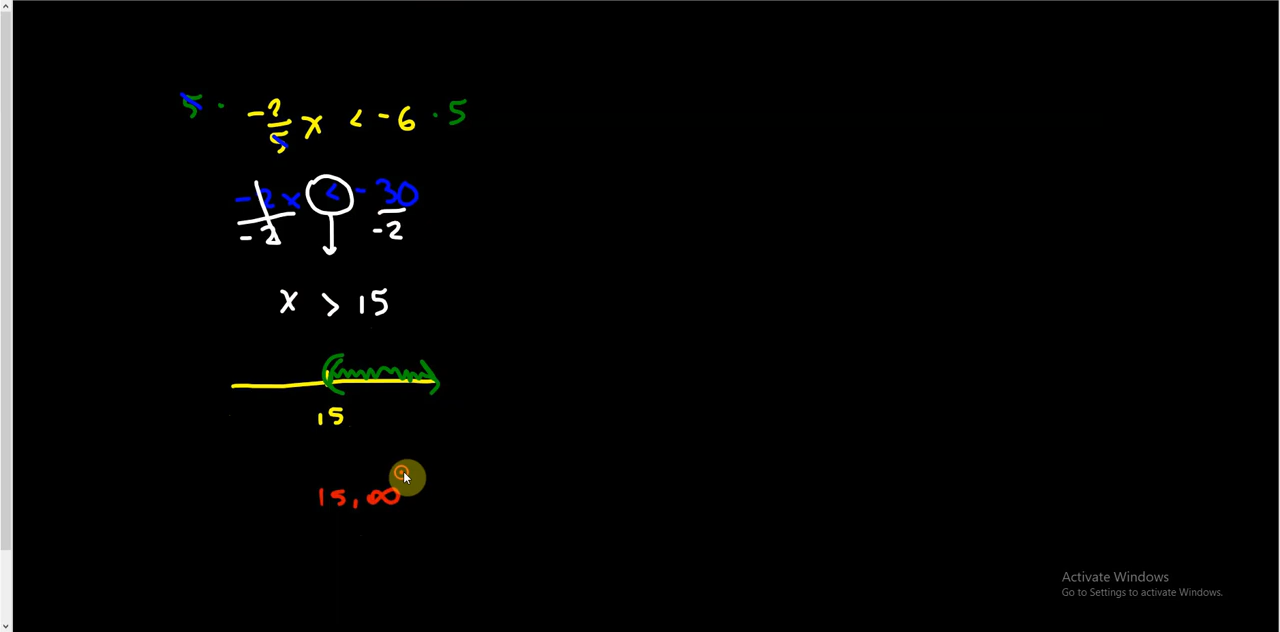 5 · -2/5 x < -6 · 5
-2x < -30
-2 -2
x > 15
15
15, ∞
Activate Windows
Go to Settings to activate Windows.